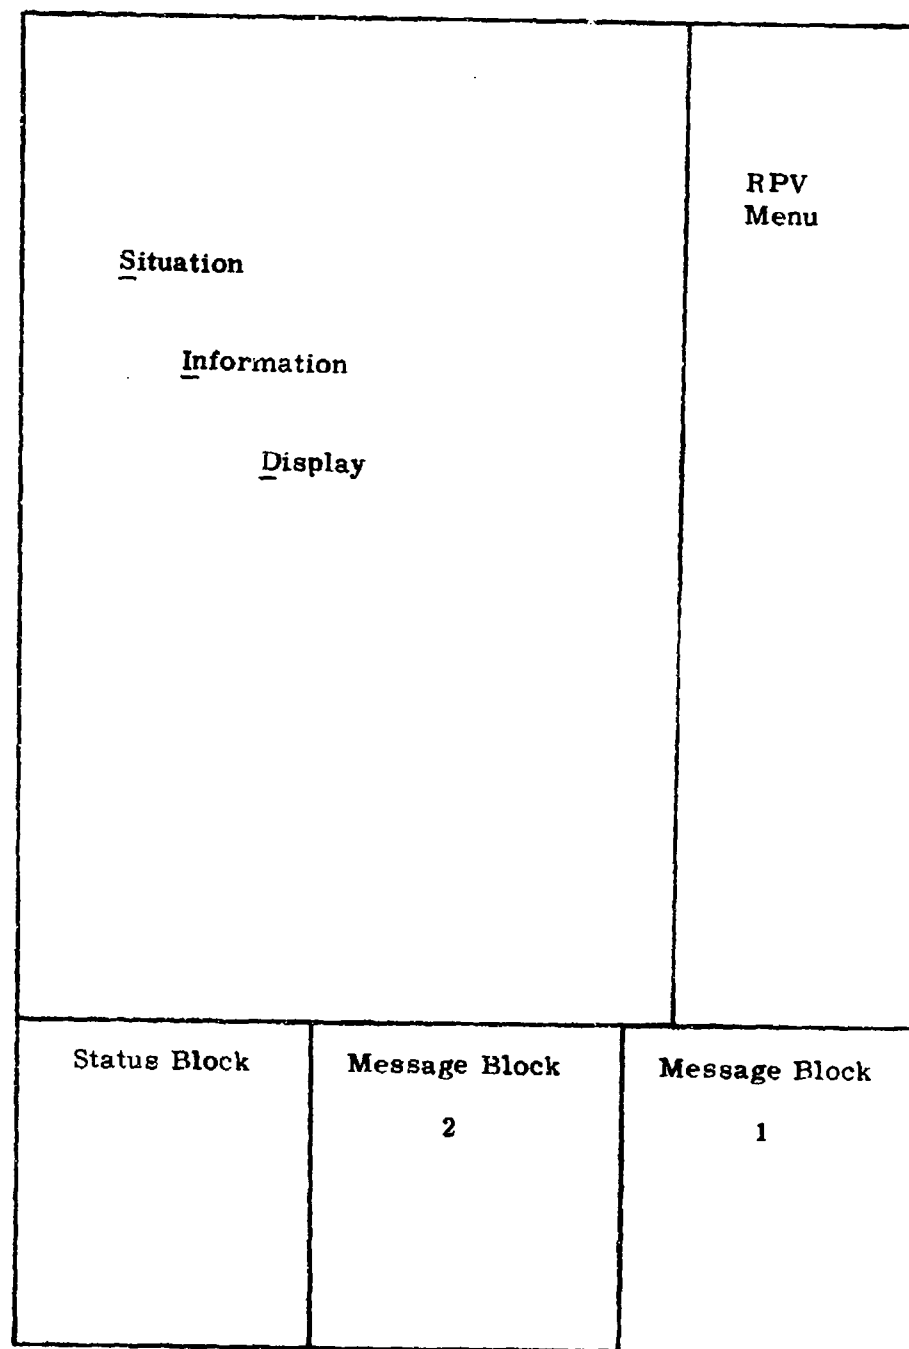 RPV
Menu
Situation
Information
Display
Status Block
Message Block
2
Message Block
1